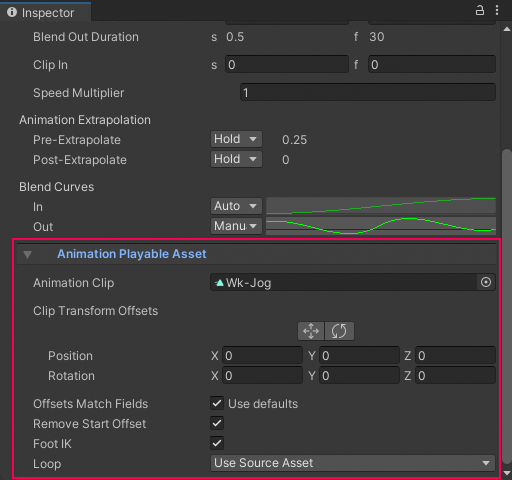 Inspector
Blend Out Duration s 0.5 f 30
Clip In s 0 f 0
Speed Multiplier 1
Animation Extrapolation
Pre-Extrapolate Hold 0.25
Post-Extrapolate Hold 0
Blend Curves
In Auto
Out Manu
Animation Playable Asset
Animation Clip Wk-Jog
Clip Transform Offsets
Position X 0 Y 0 Z 0
Rotation X 0 Y 0 Z 0
Offsets Match Fields Use defaults
Remove Start Offset
Foot IK
Loop Use Source Asset